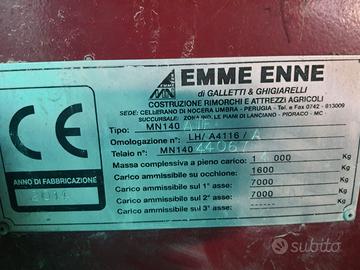 EMME ENNE
di GALLETTI & GHIGIARELLI
COSTRUZIONE RIMORCHI E ATTREZZI AGRICOLI
SEDE: CELLERANO DI NOCERA UMBRA - PERUGIA - Tel. e Fax 0742 - 813009
SUCCURSALE: ZONA IND. LE PIANI DI LANCIANO - PIORACO - MC
Tipo: MN140
Omologazione n° LH/A4116/A
Telaio n° MN140 4406/
Massa complessiva a pieno carico: 000 Kg
Carico ammissibile su occhione: 1600 Kg
Carico ammissibile sul 1° asse: 7000 Kg
Carico ammissibile sul 2° asse: 7000 Kg
Carico ammissibile sul 3° asse: Kg
CE
ANNO DI FABBRICAZIONE
subito